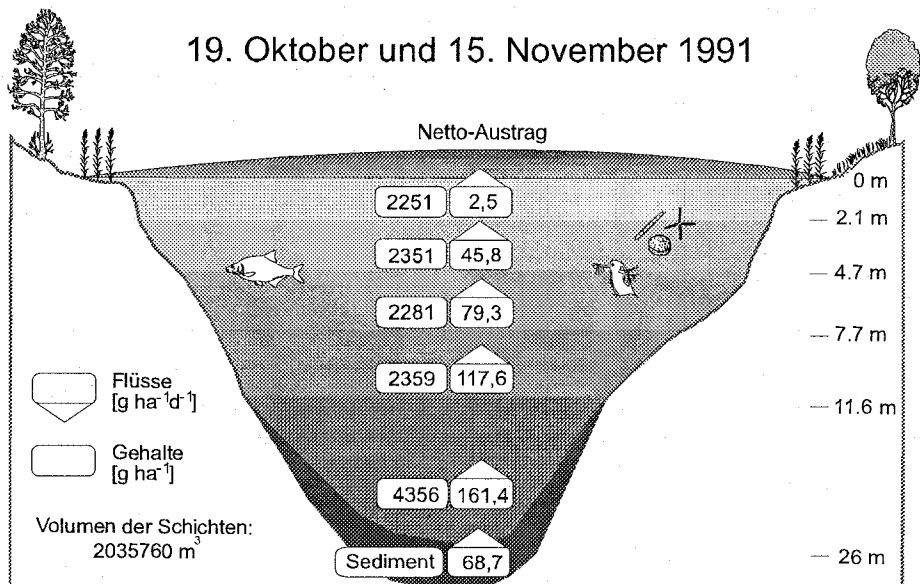 19. Oktober und 15. November 1991
Netto-Austrag
0 m
2251 2,5
2.1 m
2351 45,8
4.7 m
2281 79,3
7.7 m
2359 117,6
11.6 m
Flüsse
[g ha⁻¹d⁻¹]
Gehalte
[g ha⁻¹]
4356 161,4
Volumen der Schichten:
2035760 m³
Sediment 68,7
26 m